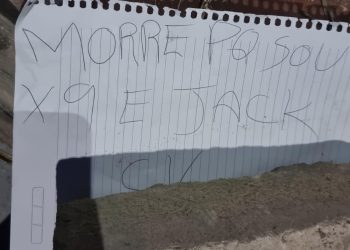 MORRE PQ SOU
X9 E JACK
CV